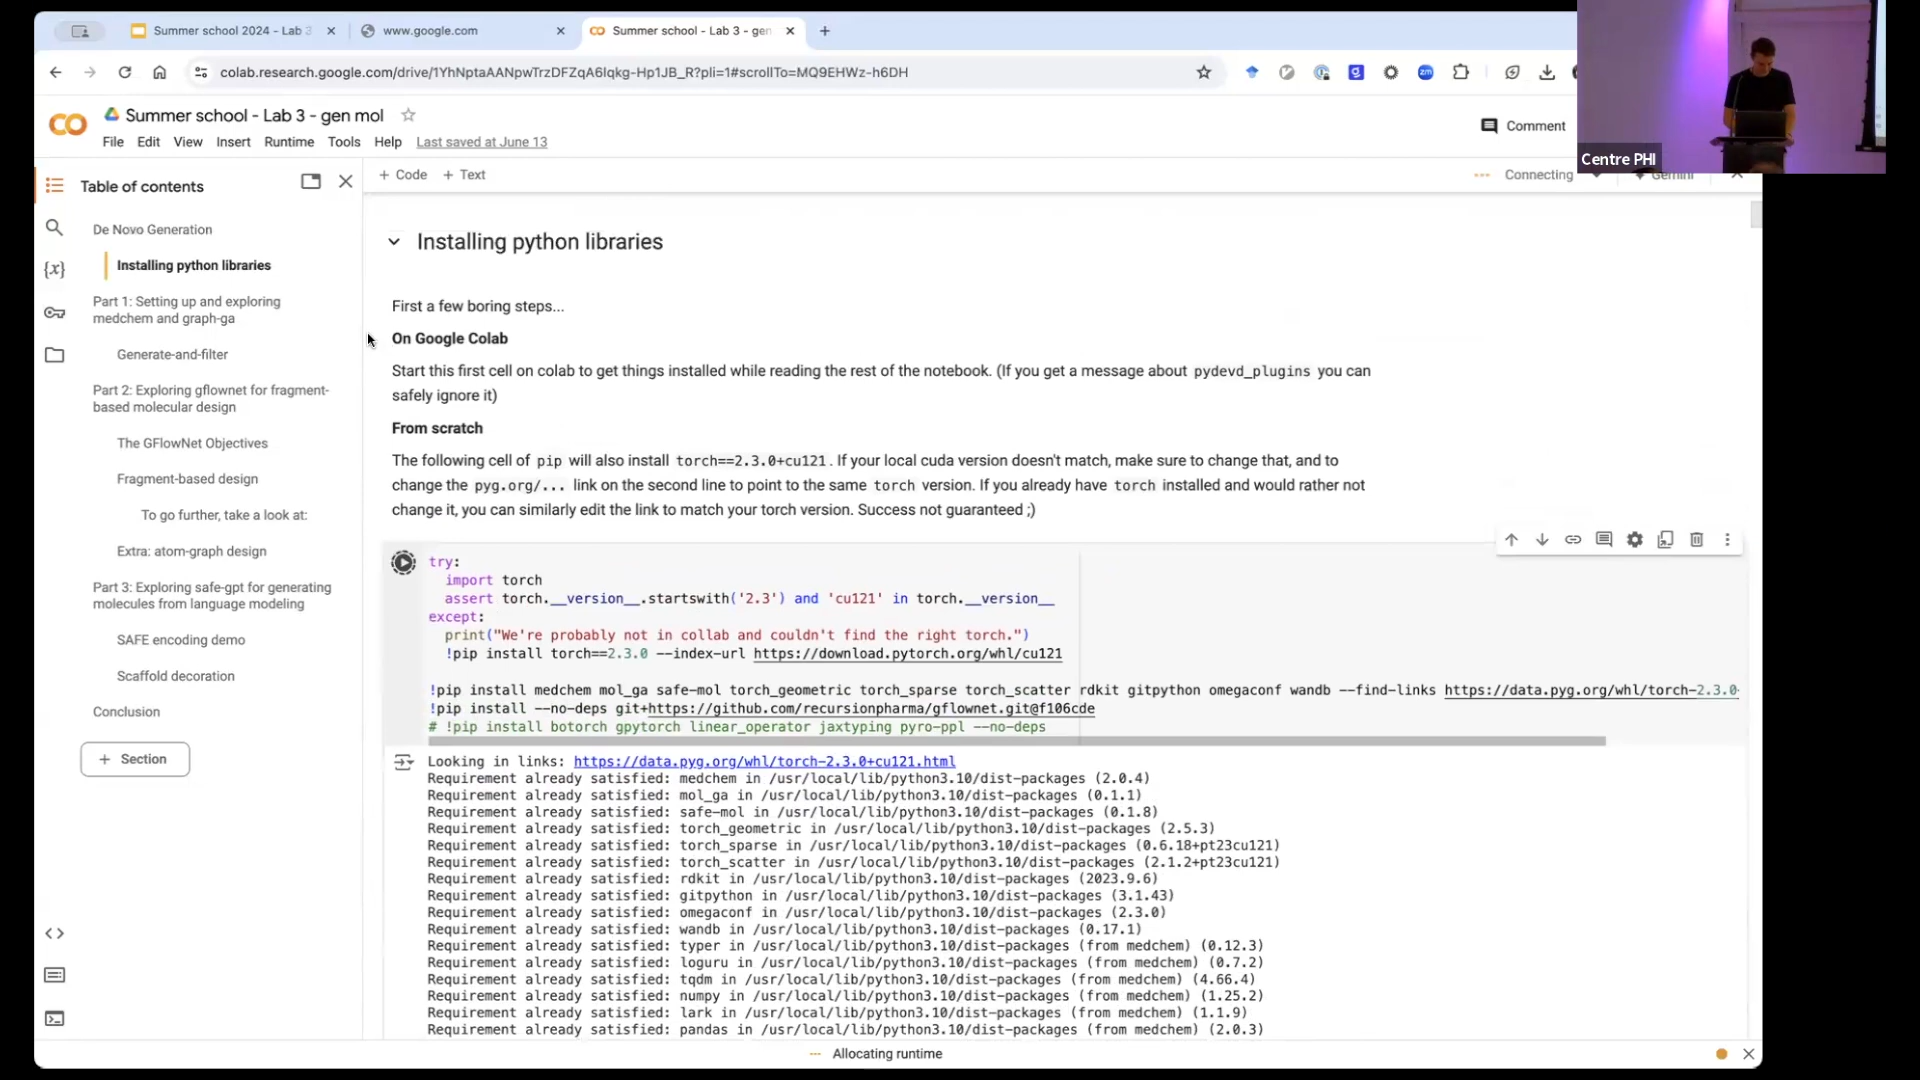 Summer school 2024 - Lab 3
www.google.com
Summer school - Lab 3 - gen
colab.research.google.com/drive/1YhNptaAANpwTrzDFZqA6Iqkg-Hp1JB_R?pli=1#scrollTo=MQ9EHWz-h6DH
Summer school - Lab 3 - gen mol
File Edit View Insert Runtime Tools Help Last saved at June 13
Comment
Centre PHI
Table of contents
De Novo Generation
Installing python libraries
Part 1: Setting up and exploring
medchem and graph-ga
Generate-and-filter
Part 2: Exploring gflownet for fragment-
based molecular design
The GFlowNet Objectives
Fragment-based design
To go further, take a look at:
Extra: atom-graph design
Part 3: Exploring safe-gpt for generating
molecules from language modeling
SAFE encoding demo
Scaffold decoration
Conclusion
+ Section
+ Code + Text
Connecting
Gemini
Installing python libraries
First a few boring steps...
On Google Colab
Start this first cell on colab to get things installed while reading the rest of the notebook. (If you get a message about pydevd_plugins you can
safely ignore it)
From scratch
The following cell of pip will also install torch==2.3.0+cu121. If your local cuda version doesn't match, make sure to change that, and to
change the pyg.org/... link on the second line to point to the same torch version. If you already have torch installed and would rather not
change it, you can similarly edit the link to match your torch version. Success not guaranteed ;)
try:
import torch
assert torch.__version__.startswith('2.3') and 'cu121' in torch.__version__
except:
print("We're probably not in collab and couldn't find the right torch.")
!pip install torch==2.3.0 --index-url https://download.pytorch.org/whl/cu121
!pip install medchem mol_ga safe-mol torch_geometric torch_sparse torch_scatter rdkit gitpython omegaconf wandb --find-links https://data.pyg.org/whl/torch-2.3.0
!pip install --no-deps git+https://github.com/recursionpharma/gflownet.git@f106cde
# !pip install botorch gpytorch linear_operator jaxtyping pyro-ppl --no-deps
Looking in links: https://data.pyg.org/whl/torch-2.3.0+cu121.html
Requirement already satisfied: medchem in /usr/local/lib/python3.10/dist-packages (2.0.4)
Requirement already satisfied: mol_ga in /usr/local/lib/python3.10/dist-packages (0.1.1)
Requirement already satisfied: safe-mol in /usr/local/lib/python3.10/dist-packages (0.1.8)
Requirement already satisfied: torch_geometric in /usr/local/lib/python3.10/dist-packages (2.5.3)
Requirement already satisfied: torch_sparse in /usr/local/lib/python3.10/dist-packages (0.6.18+pt23cu121)
Requirement already satisfied: torch_scatter in /usr/local/lib/python3.10/dist-packages (2.1.2+pt23cu121)
Requirement already satisfied: rdkit in /usr/local/lib/python3.10/dist-packages (2023.9.6)
Requirement already satisfied: gitpython in /usr/local/lib/python3.10/dist-packages (3.1.43)
Requirement already satisfied: omegaconf in /usr/local/lib/python3.10/dist-packages (2.3.0)
Requirement already satisfied: wandb in /usr/local/lib/python3.10/dist-packages (0.17.1)
Requirement already satisfied: typer in /usr/local/lib/python3.10/dist-packages (from medchem) (0.12.3)
Requirement already satisfied: loguru in /usr/local/lib/python3.10/dist-packages (from medchem) (0.7.2)
Requirement already satisfied: tqdm in /usr/local/lib/python3.10/dist-packages (from medchem) (4.66.4)
Requirement already satisfied: numpy in /usr/local/lib/python3.10/dist-packages (from medchem) (1.25.2)
Requirement already satisfied: lark in /usr/local/lib/python3.10/dist-packages (from medchem) (1.1.9)
Requirement already satisfied: pandas in /usr/local/lib/python3.10/dist-packages (from medchem) (2.0.3)
Allocating runtime